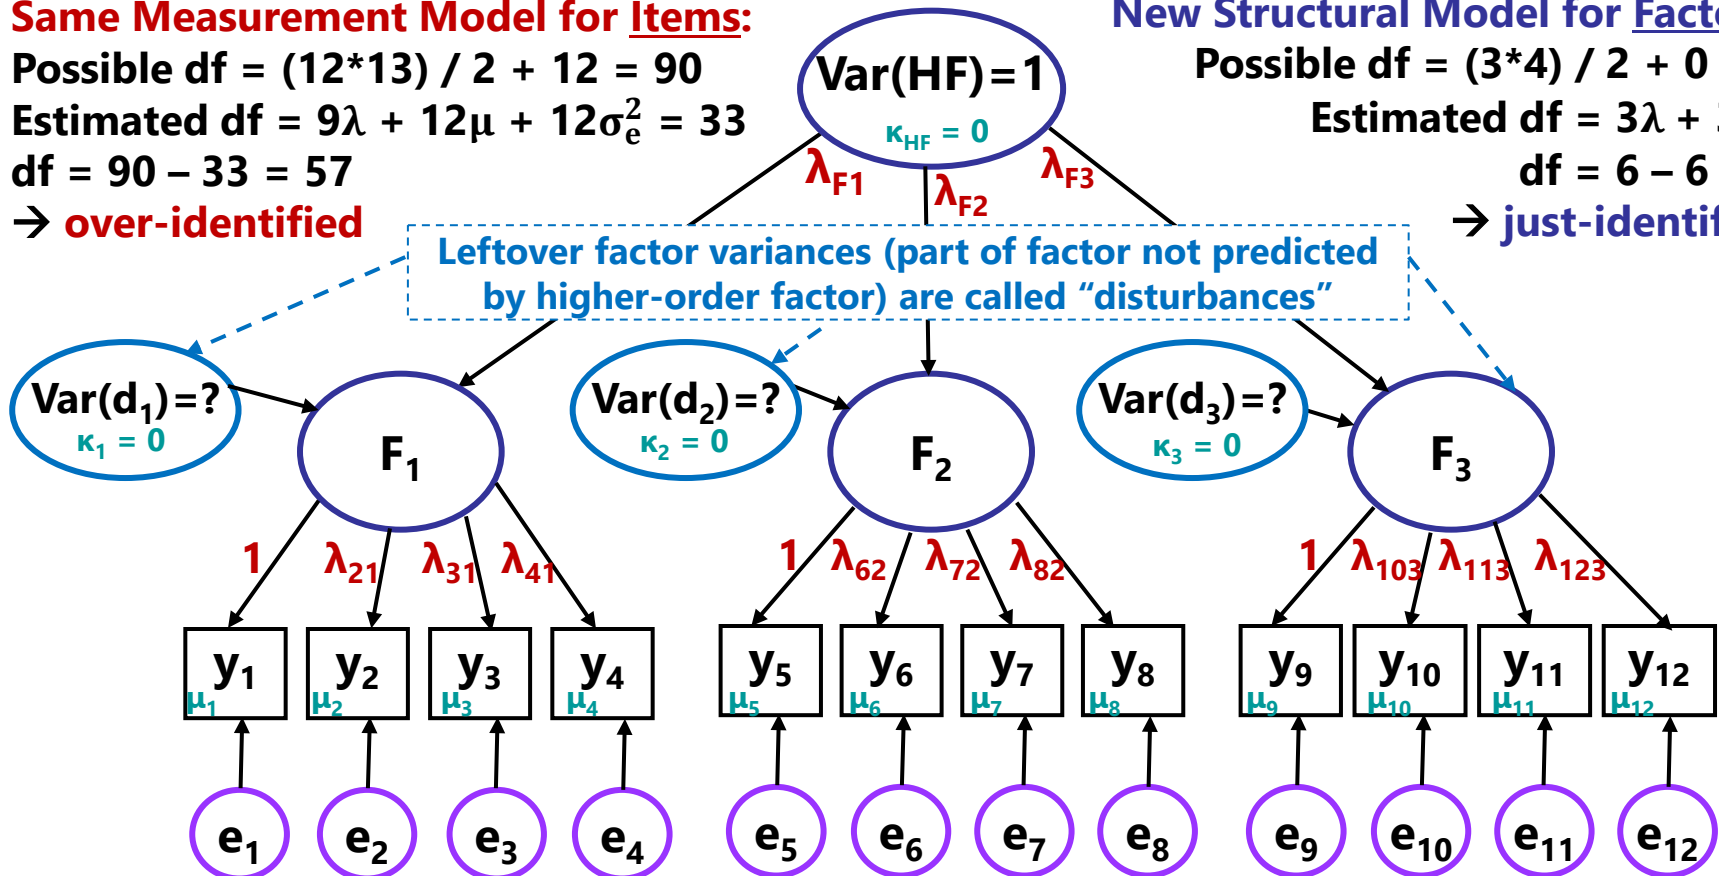 Same Measurement Model for Items:
Possible df = (12*13) / 2 + 12 = 90
Estimated df = 9λ + 12μ + 12σ²ₑ = 33
df = 90 – 33 = 57
→ over-identified
New Structural Model for
Possible df = (3*4) / 2 + 0
Estimated df = 3λ +
df = 6 – 6
→
Var(HF)=1
κHF = 0
λF1
λF2
λF3
Leftover factor variances (part of factor not predicted
by higher-order factor) are called “disturbances”
Var(d₁)=?
κ₁ = 0
F₁
Var(d₂)=?
κ₂ = 0
F₂
Var(d₃)=?
κ₃ = 0
F₃
1 λ₂₁ λ₃₁ λ₄₁ 1 λ₆₂ λ₇₂ λ₈₂ 1 λ₁₀₃ λ₁₁₃ λ₁₂₃
y₁ y₂ y₃ y₄ y₅ y₆ y₇ y₈ y₉ y₁₀ y₁₁ y₁₂
μ₁ μ₂ μ₃ μ₄ μ₅ μ₆ μ₇ μ₈ μ₉ μ₁₀ μ₁₁ μ₁₂
e₁ e₂ e₃ e₄ e₅ e₆ e₇ e₈ e₉ e₁₀ e₁₁ e₁₂